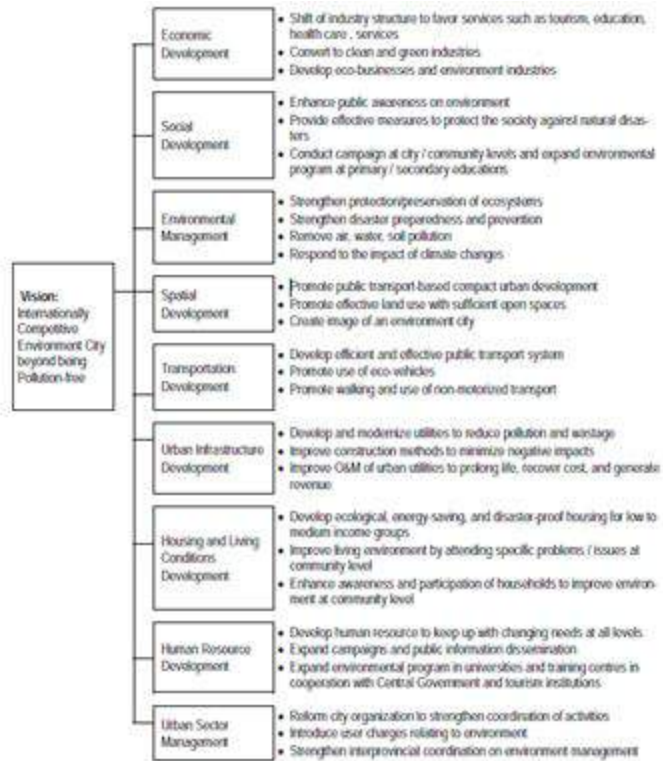 Vision:
Internationally
Competitive
Environment City
beyond being
Pollution-free
Economic
Development
• Shift of industry structure to favor services such as tourism, education,
health care , services
• Convert to clean and green industries
• Develop eco-businesses and environment industries
Social
Development
• Enhance public awareness on environment
• Provide effective measures to protect the society against natural disas-
ters
• Conduct campaign at city / community levels and expand environmental
program at primary / secondary educations
Environmental
Management
• Strengthen protection/preservation of ecosystems
• Strengthen disaster preparedness and prevention
• Remove air, water, soil pollution
• Respond to the impact of climate changes
Spatial
Development
• Promote public transport-based compact urban development
• Promote effective land use with sufficient open spaces
• Create image of an environment city
Transportation
Development
• Develop efficient and effective public transport system
• Promote use of eco-vehicles
• Promote walking and use of non-motorized transport
Urban Infrastructure
Development
• Develop and modernize utilities to reduce pollution and wastage
• Improve construction methods to minimize negative impacts
• Improve O&M of urban utilities to prolong life, recover cost, and generate
revenue
Housing and Living
Conditions
Development
• Develop ecological, energy-saving, and disaster-proof housing for low to
medium income groups
• Improve living environment by attending specific problems / issues at
community level
• Enhance awareness and participation of households to improve environ-
ment at community level
Human Resource
Development
• Develop human resource to keep up with changing needs at all levels
• Expand campaigns and public information dissemination
• Expand environmental program in universities and training centres in
cooperation with Central Government and tourism institutions
Urban Sector
Management
• Reform city organization to strengthen coordination of activities
• Introduce user charges relating to environment
• Strengthen interprovincial coordination on environment management